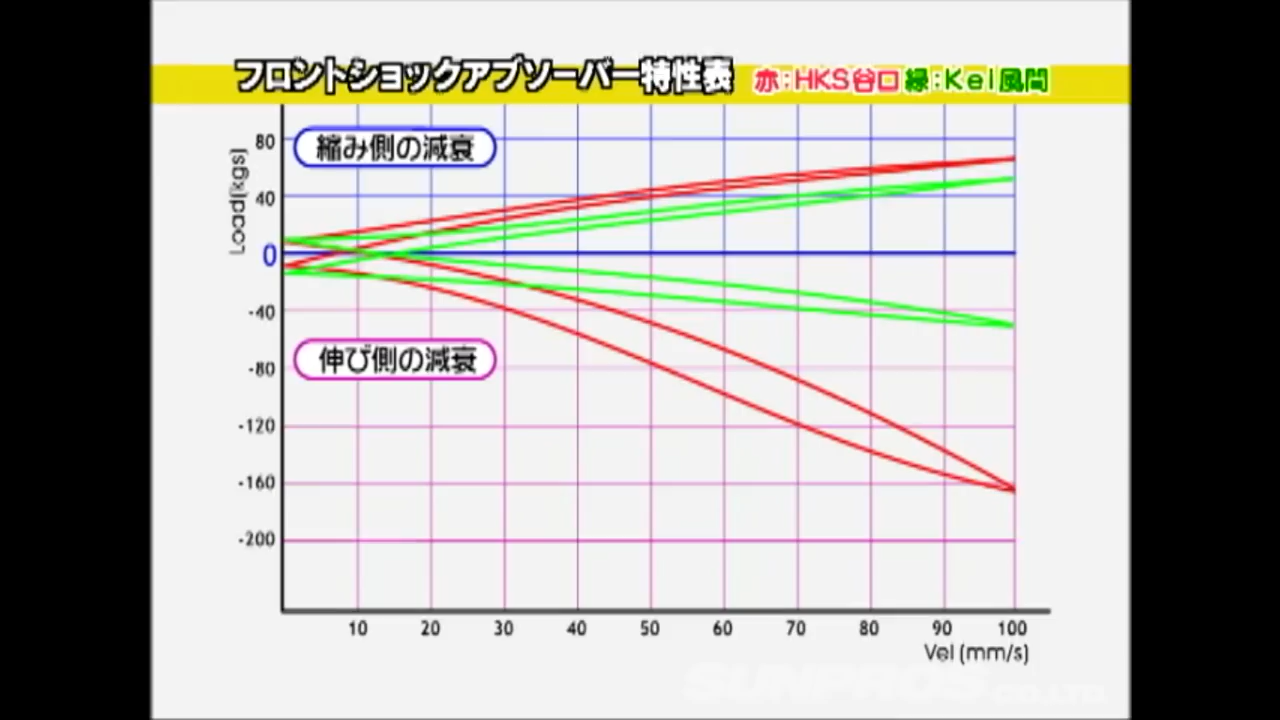 フロントショックアブソーバー特性表 赤:HKS谷口 緑:Kei風間
縮み側の減衰
Load(kgs)
80
40
0
-40
伸び側の減衰
-80
-120
-160
-200
10 20 30 40 50 60 70 80 90 100
Vel (mm/s)
SUNPROS CO.LTD.